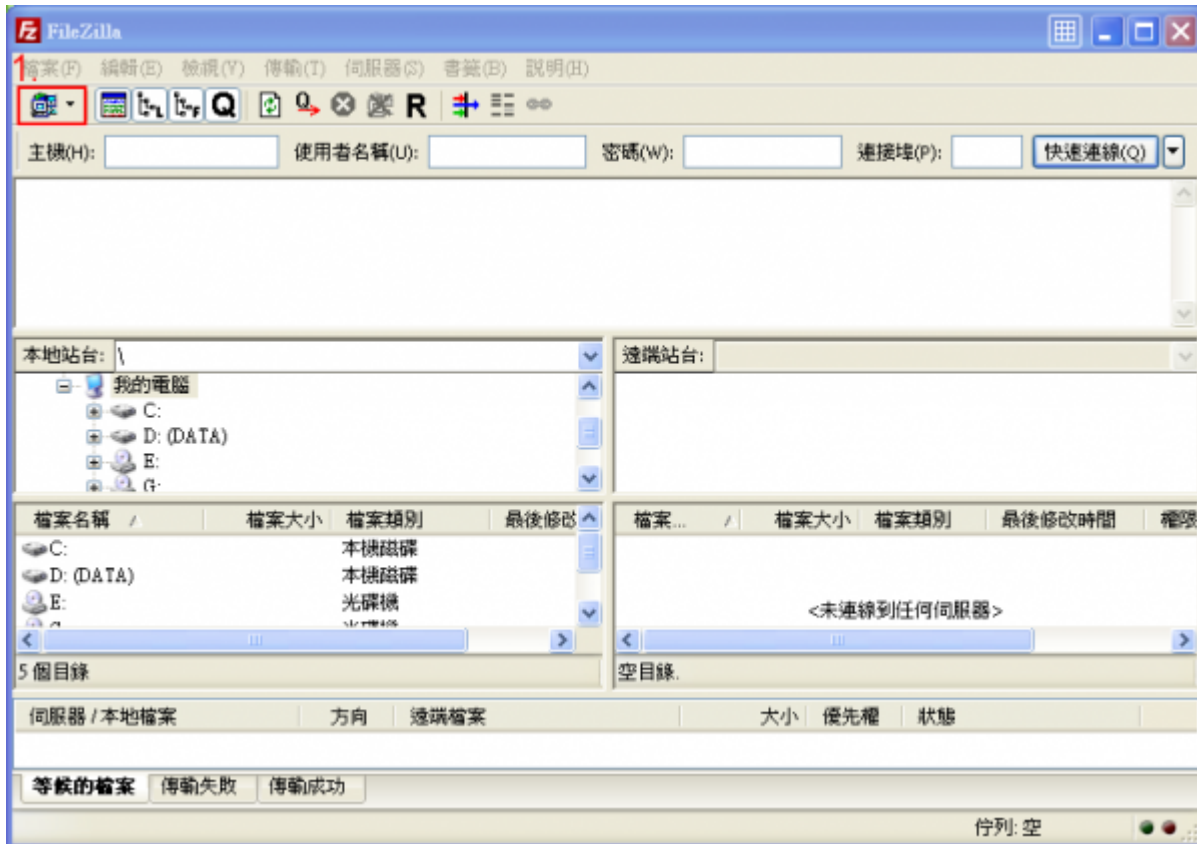 FileZilla
1.
檔案(F) 編輯(E) 檢視(V) 傳輸(T) 伺服器(S) 書籤(B) 說明(H)
L F Q Q R
主機(H): 使用者名稱(U): 密碼(W): 連接埠(P): 快速連線(Q)
本地站台: \ 遠端站台:
我的電腦
C:
D: (DATA)
E:
G:
檔案名稱 檔案大小 檔案類別 最後修改 檔案... 檔案大小 檔案類別 最後修改時間 權限
C: 本機磁碟
D: (DATA) 本機磁碟
E: 光碟機
<未連線到任何伺服器>
5 個目錄 空目錄.
伺服器 / 本地檔案 方向 遠端檔案 大小 優先權 狀態
等候的檔案 傳輸失敗 傳輸成功
佇列: 空